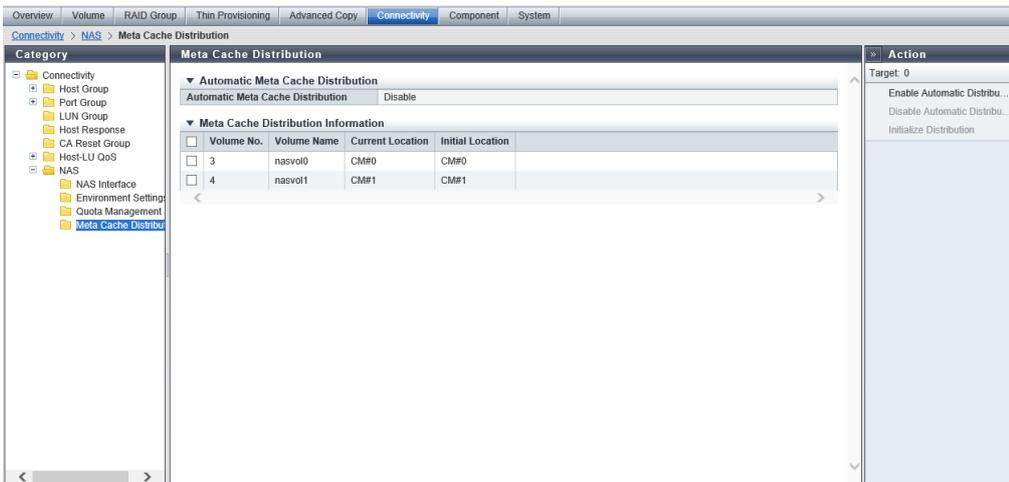 Overview Volume RAID Group Thin Provisioning Advanced Copy Connectivity Component System
Connectivity > NAS > Meta Cache Distribution
Category
Connectivity
Host Group
Port Group
LUN Group
Host Response
CA Reset Group
Host-LU QoS
NAS
NAS Interface
Environment Settings
Quota Management
Meta Cache Distribut
Meta Cache Distribution
Automatic Meta Cache Distribution
Automatic Meta Cache Distribution Disable
Meta Cache Distribution Information
Volume No. Volume Name Current Location Initial Location
3 nasvol0 CM#0 CM#0
4 nasvol1 CM#1 CM#1
» Action
Target: 0
Enable Automatic Distribu...
Disable Automatic Distribu...
Initialize Distribution